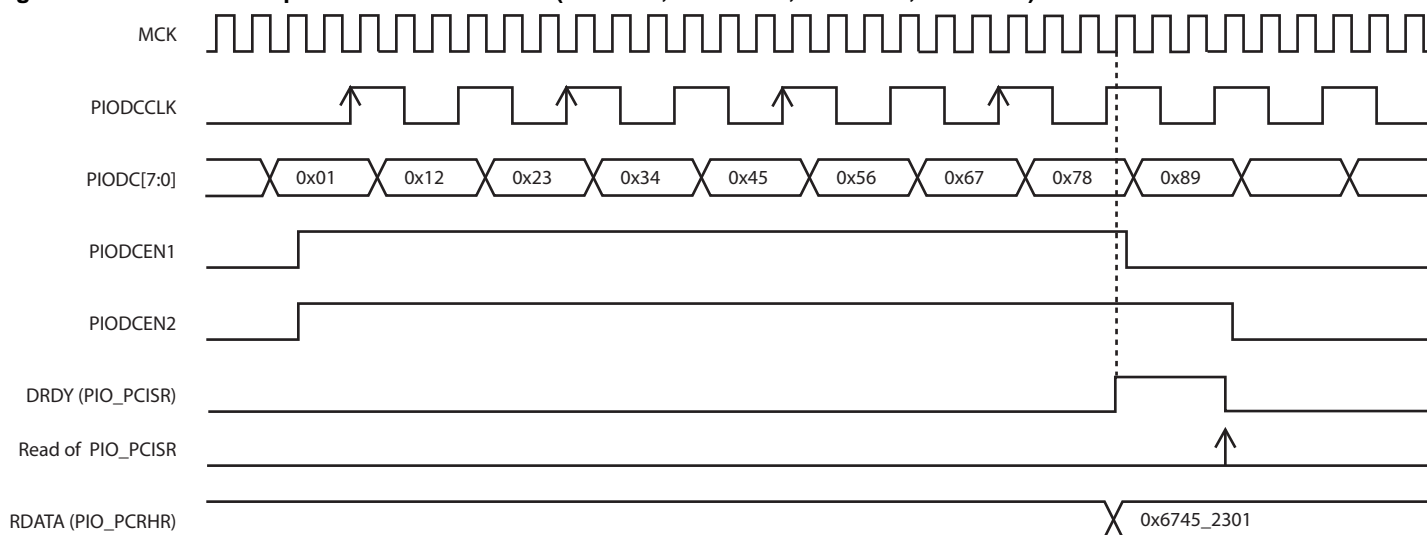 MCK
PIODCCLK
PIODC[7:0] 0x01 0x12 0x23 0x34 0x45 0x56 0x67 0x78 0x89
PIODCEN1
PIODCEN2
DRDY (PIO_PCISR)
Read of PIO_PCISR
RDATA (PIO_PCRHR) 0x6745_2301